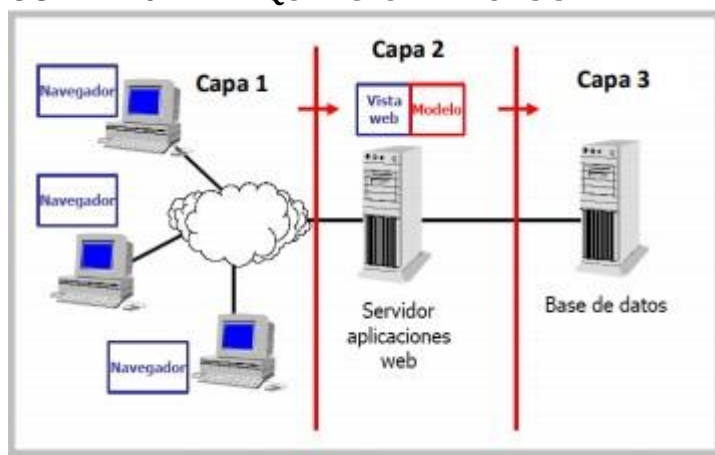 Navegador
Capa 1
Capa 2
Vista
web
Modelo
Capa 3
Navegador
Navegador
Servidor
aplicaciones
web
Base de datos